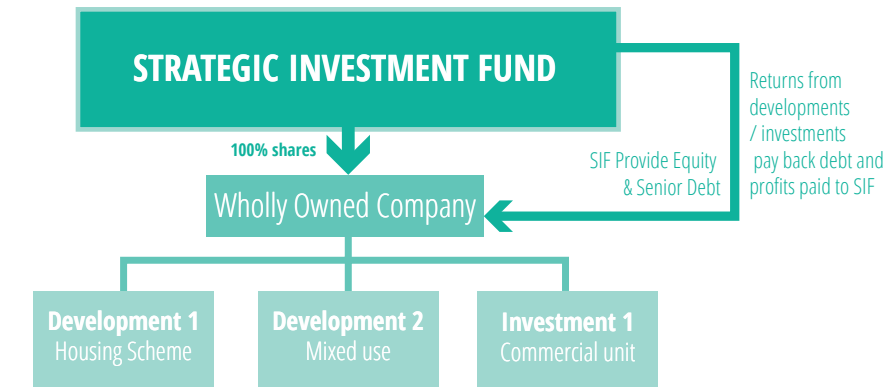 STRATEGIC INVESTMENT FUND
100% shares
Wholly Owned Company
SIF Provide Equity
& Senior Debt
Returns from
developments
/ investments
pay back debt and
profits paid to SIF
Development 1
Housing Scheme
Development 2
Mixed use
Investment 1
Commercial unit